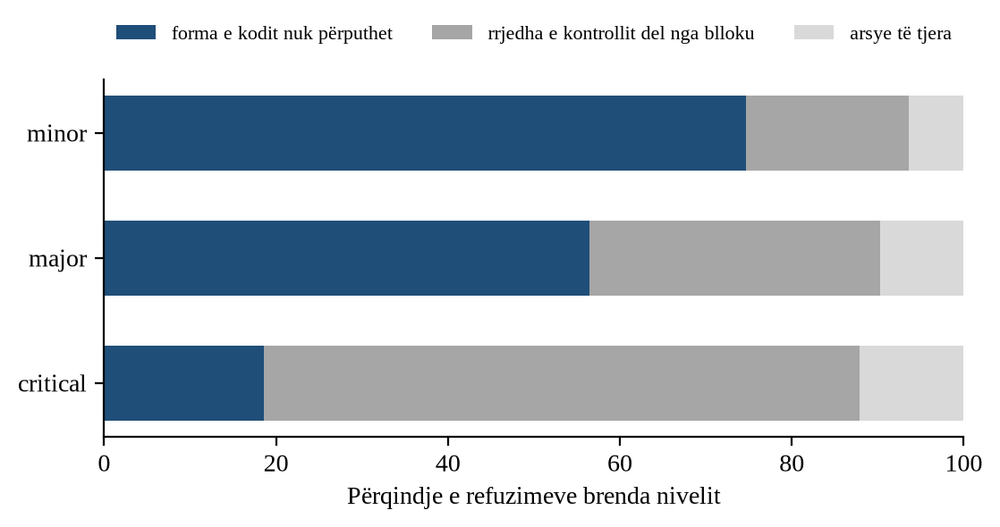 forma e kodit nuk përputhet rrjedha e kontrollit del nga blloku arsye të tjera
minor
major
critical
0 20 40 60 80 100
Përqindje e refuzimeve brenda nivelit